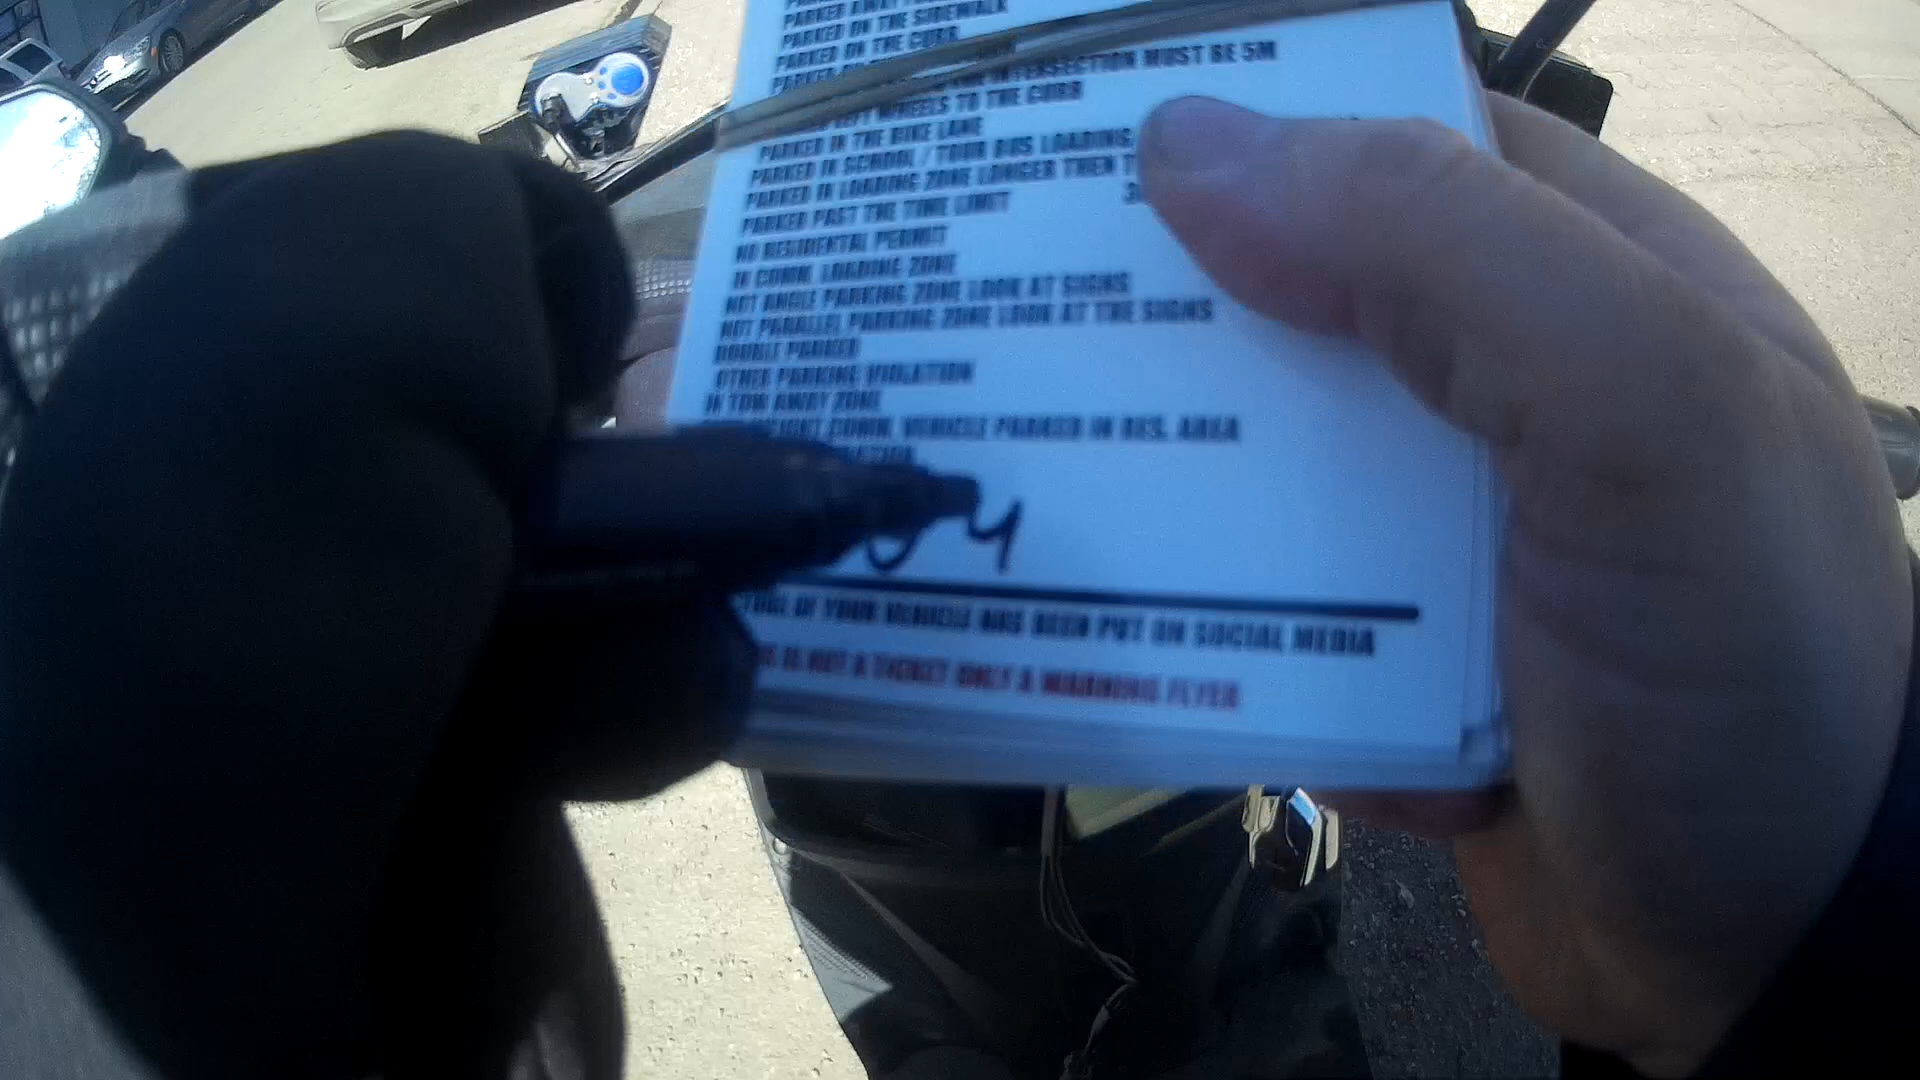 PARKED ON THE SIDEWALK
PARKED ON THE CURB
PARKED
INTERSECTION MUST BE 5M
LEFT WHEELS TO THE CURB
PARKED IN THE BIKE LANE
PARKED IN SCHOOL / TOUR BUS LOADING
PARKED IN LOADING ZONE LONGER THEN
PARKED PAST THE TIME LIMIT
NO RESIDENTAL PERMIT
IN COMM. LOADING ZONE
NOT ANGLE PARKING ZONE LOOK AT SIGNS
NOT PARALLEL PARKING ZONE LOOK AT THE SIGNS
DOUBLE PARKED
OTHER PARKING VIOLATION
IN TOW AWAY ZONE
COMM. VEHICLE PARKED IN RES. AREA
OF YOUR VEHICLE HAS BEEN PUT ON SOCIAL MEDIA
IS NOT A TICKET ONLY A WARNING FLYER